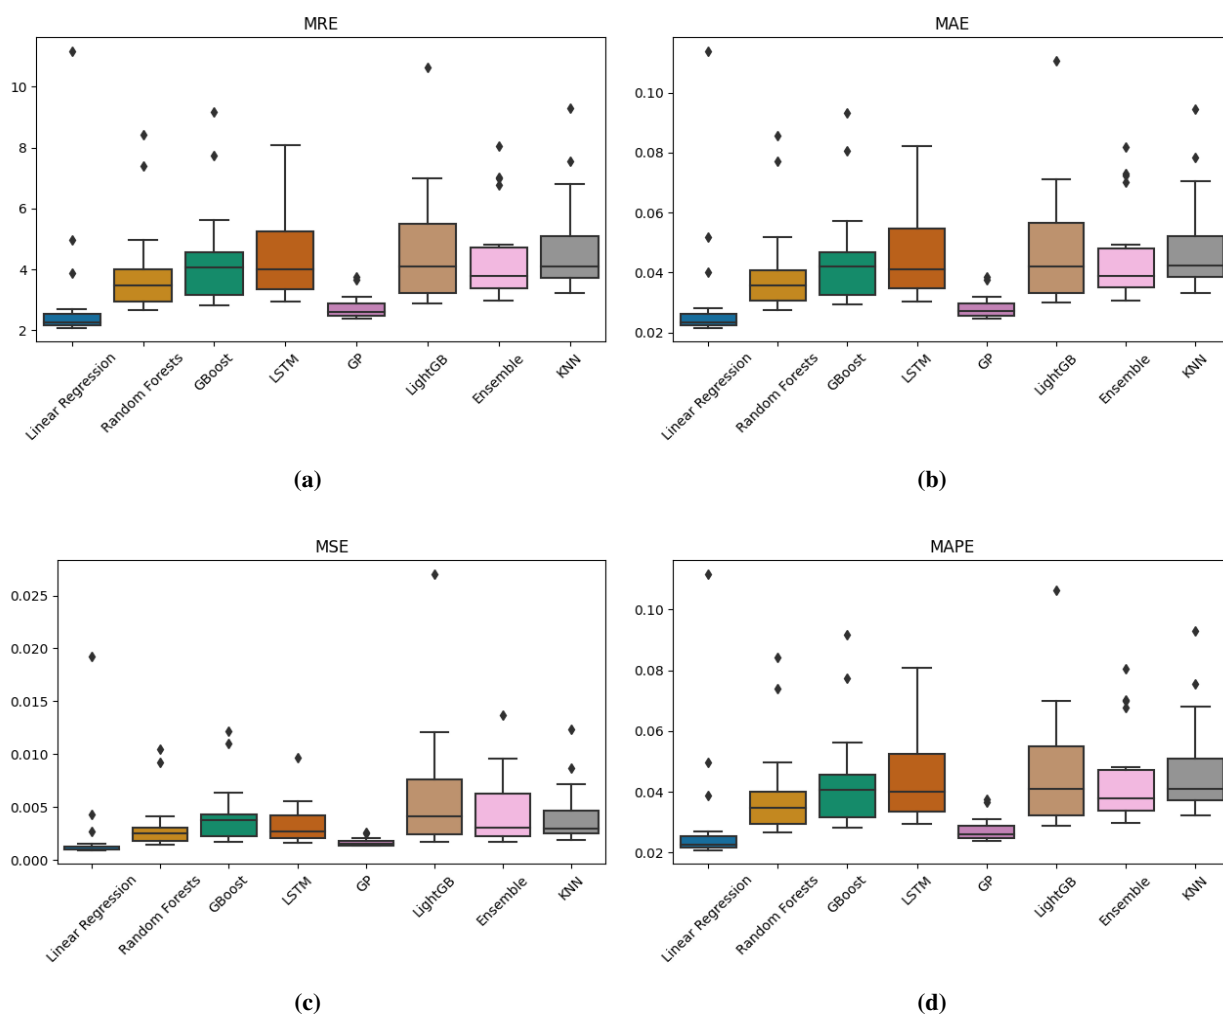 MRE
10
8
6
4
2
Linear Regression
Random Forests
GBoost
LSTM
GP
LightGB
Ensemble
KNN
(a)
MAE
0.10
0.08
0.06
0.04
0.02
Linear Regression
Random Forests
GBoost
LSTM
GP
LightGB
Ensemble
KNN
(b)
MSE
0.025
0.020
0.015
0.010
0.005
0.000
Linear Regression
Random Forests
GBoost
LSTM
GP
LightGB
Ensemble
KNN
(c)
MAPE
0.10
0.08
0.06
0.04
0.02
Linear Regression
Random Forests
GBoost
LSTM
GP
LightGB
Ensemble
KNN
(d)